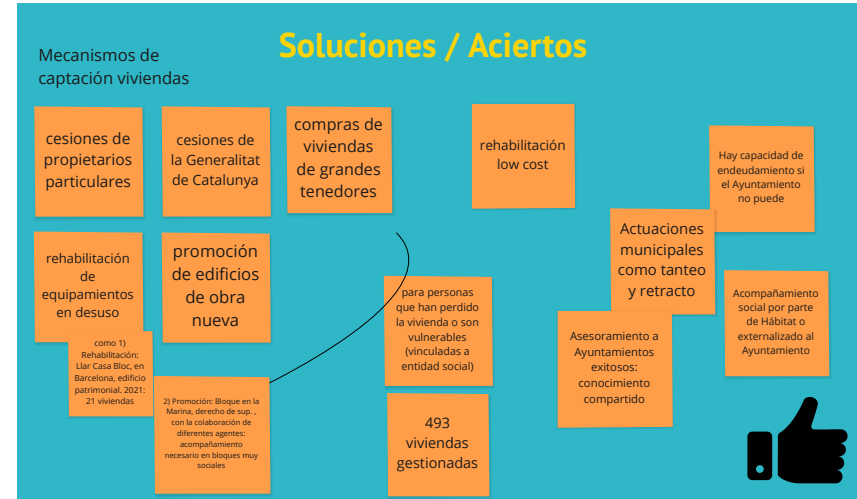 Soluciones / Aciertos
Mecanismos de
captación viviendas
cesiones de
propietarios
particulares
cesiones de
la Generalitat
de Catalunya
compras de
viviendas
de grandes
tenedores
rehabilitación
low cost
Hay capacidad de
endeudamiento si
el Ayuntamiento
no puede
rehabilitación
de
equipamientos
en desuso
promoción
de edificios
de obra
nueva
Actuaciones
municipales
como tanteo
y retracto
para personas
que han perdido
la vivienda o son
vulnerables
(vinculadas a
entidad social)
Acompañamiento
social por parte
de Hábitat o
externalizado al
Ayuntamiento
como 1)
Rehabilitación:
Llar Casa Bloc, en
Barcelona, edificio
patrimonial. 2021:
21 viviendas
Asesoramiento a
Ayuntamientos
exitosos:
conocimiento
compartido
2) Promoción: Bloque en la
Marina, derecho de sup. ,
con la colaboración de
diferentes agentes:
acompañamiento
necesario en bloques muy
sociales
493
viviendas
gestionadas